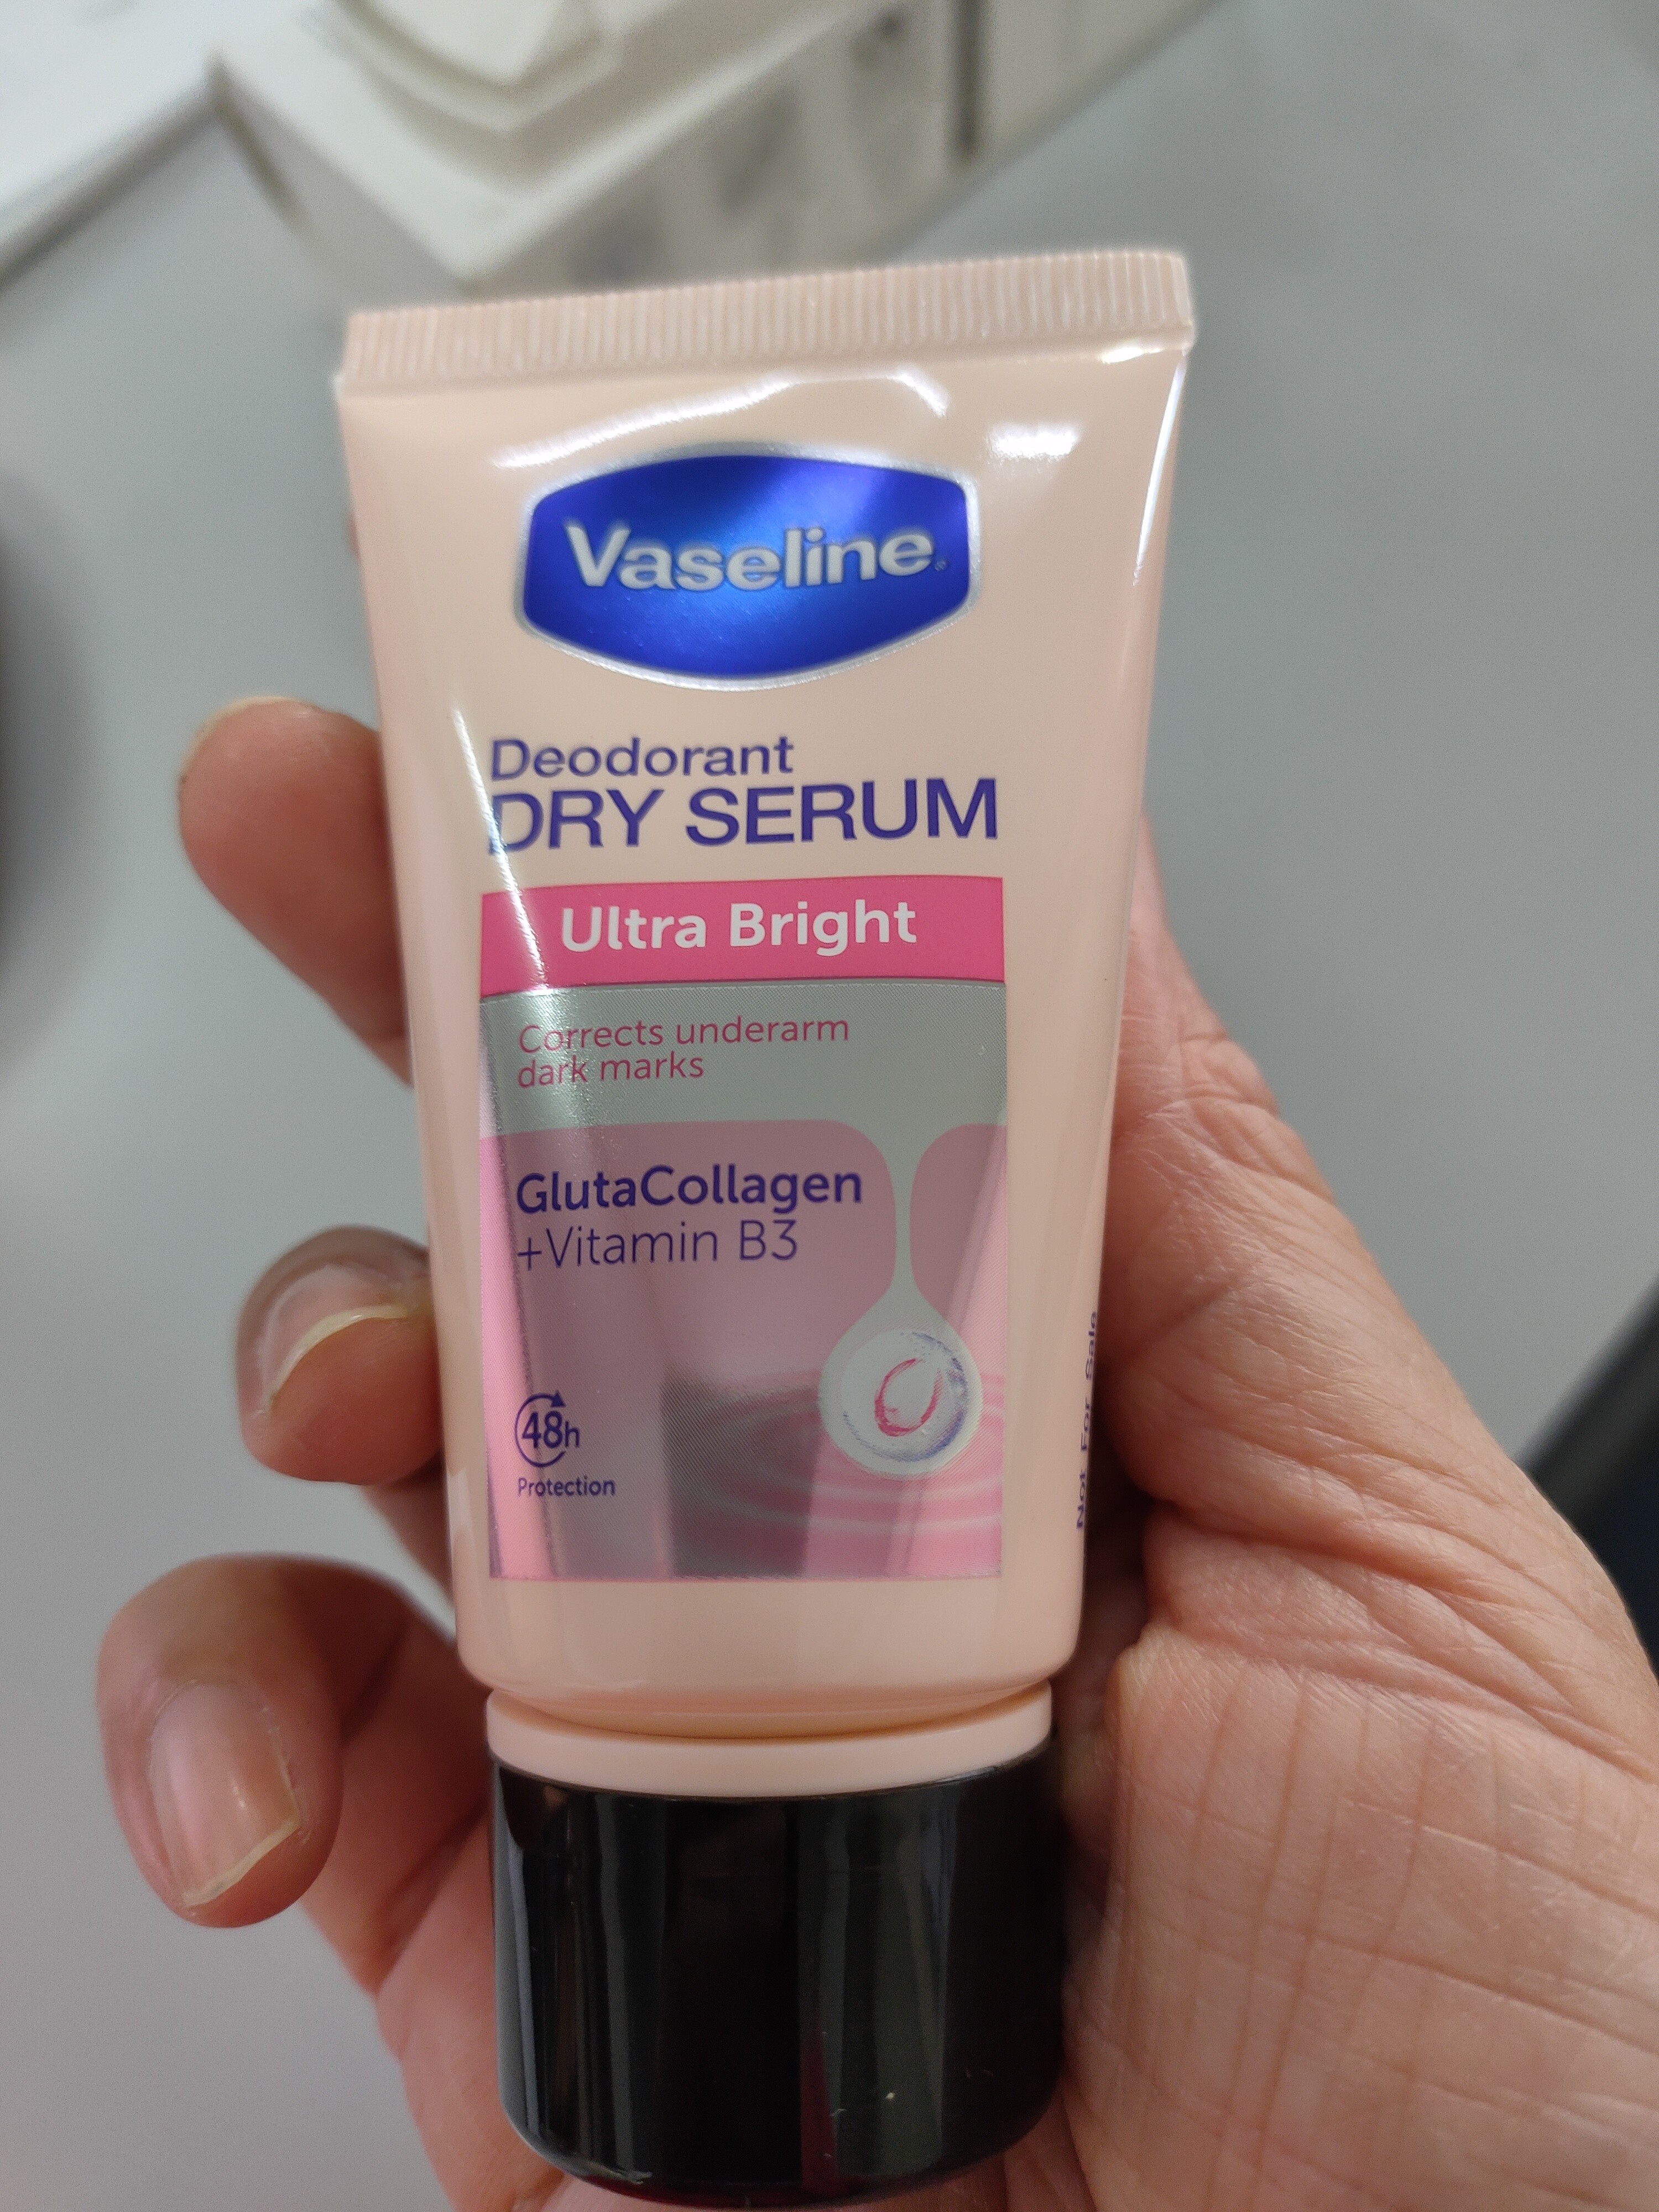 Vaseline
Deodorant
DRY SERUM
Ultra Bright
Corrects underarm
dark marks
GlutaCollagen
+Vitamin B3
48h
Protection
Not For Sale